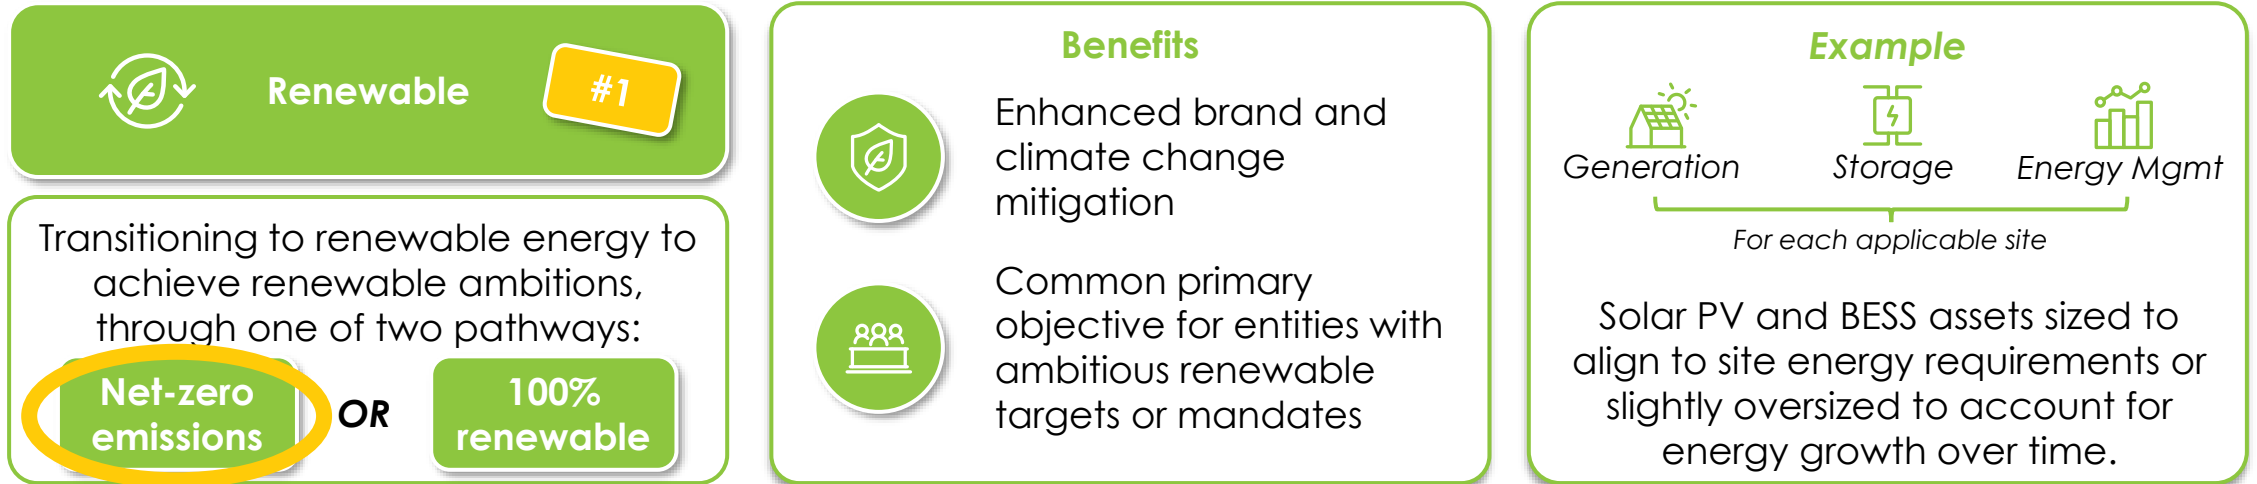 Renewable
#1
Transitioning to renewable energy to
achieve renewable ambitions,
through one of two pathways:
Net-zero
emissions
OR
100%
renewable
Benefits
Enhanced brand and
climate change
mitigation
Common primary
objective for entities with
ambitious renewable
targets or mandates
Example
Generation
Storage
Energy Mgmt
For each applicable site
Solar PV and BESS assets sized to
align to site energy requirements or
slightly oversized to account for
energy growth over time.